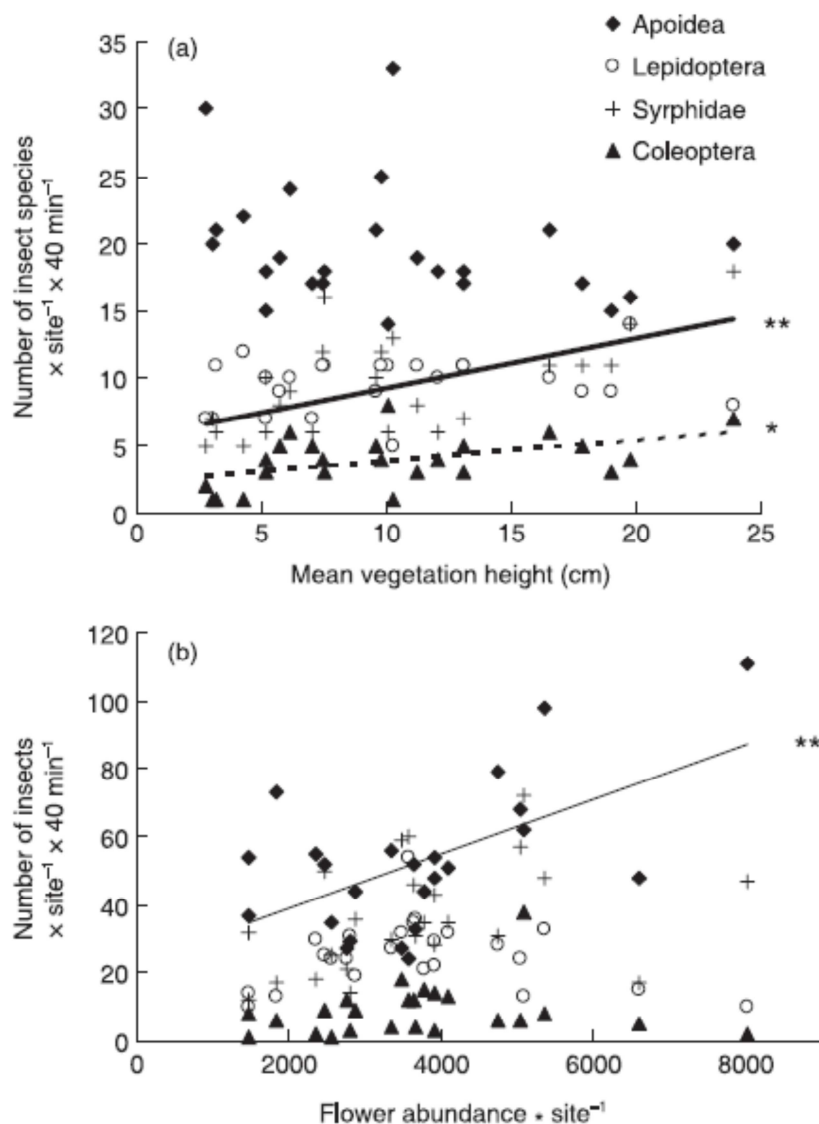 (a)
◆ Apoidea
○ Lepidoptera
+ Syrphidae
▲ Coleoptera
Number of insect species
× site⁻¹ × 40 min⁻¹
35
30
25
20
15
10
5
0
**
*
0 5 10 15 20 25
Mean vegetation height (cm)
(b)
Number of insects
× site⁻¹ × 40 min⁻¹
120
100
80
60
40
20
0
**
0 2000 4000 6000 8000
Flower abundance * site⁻¹